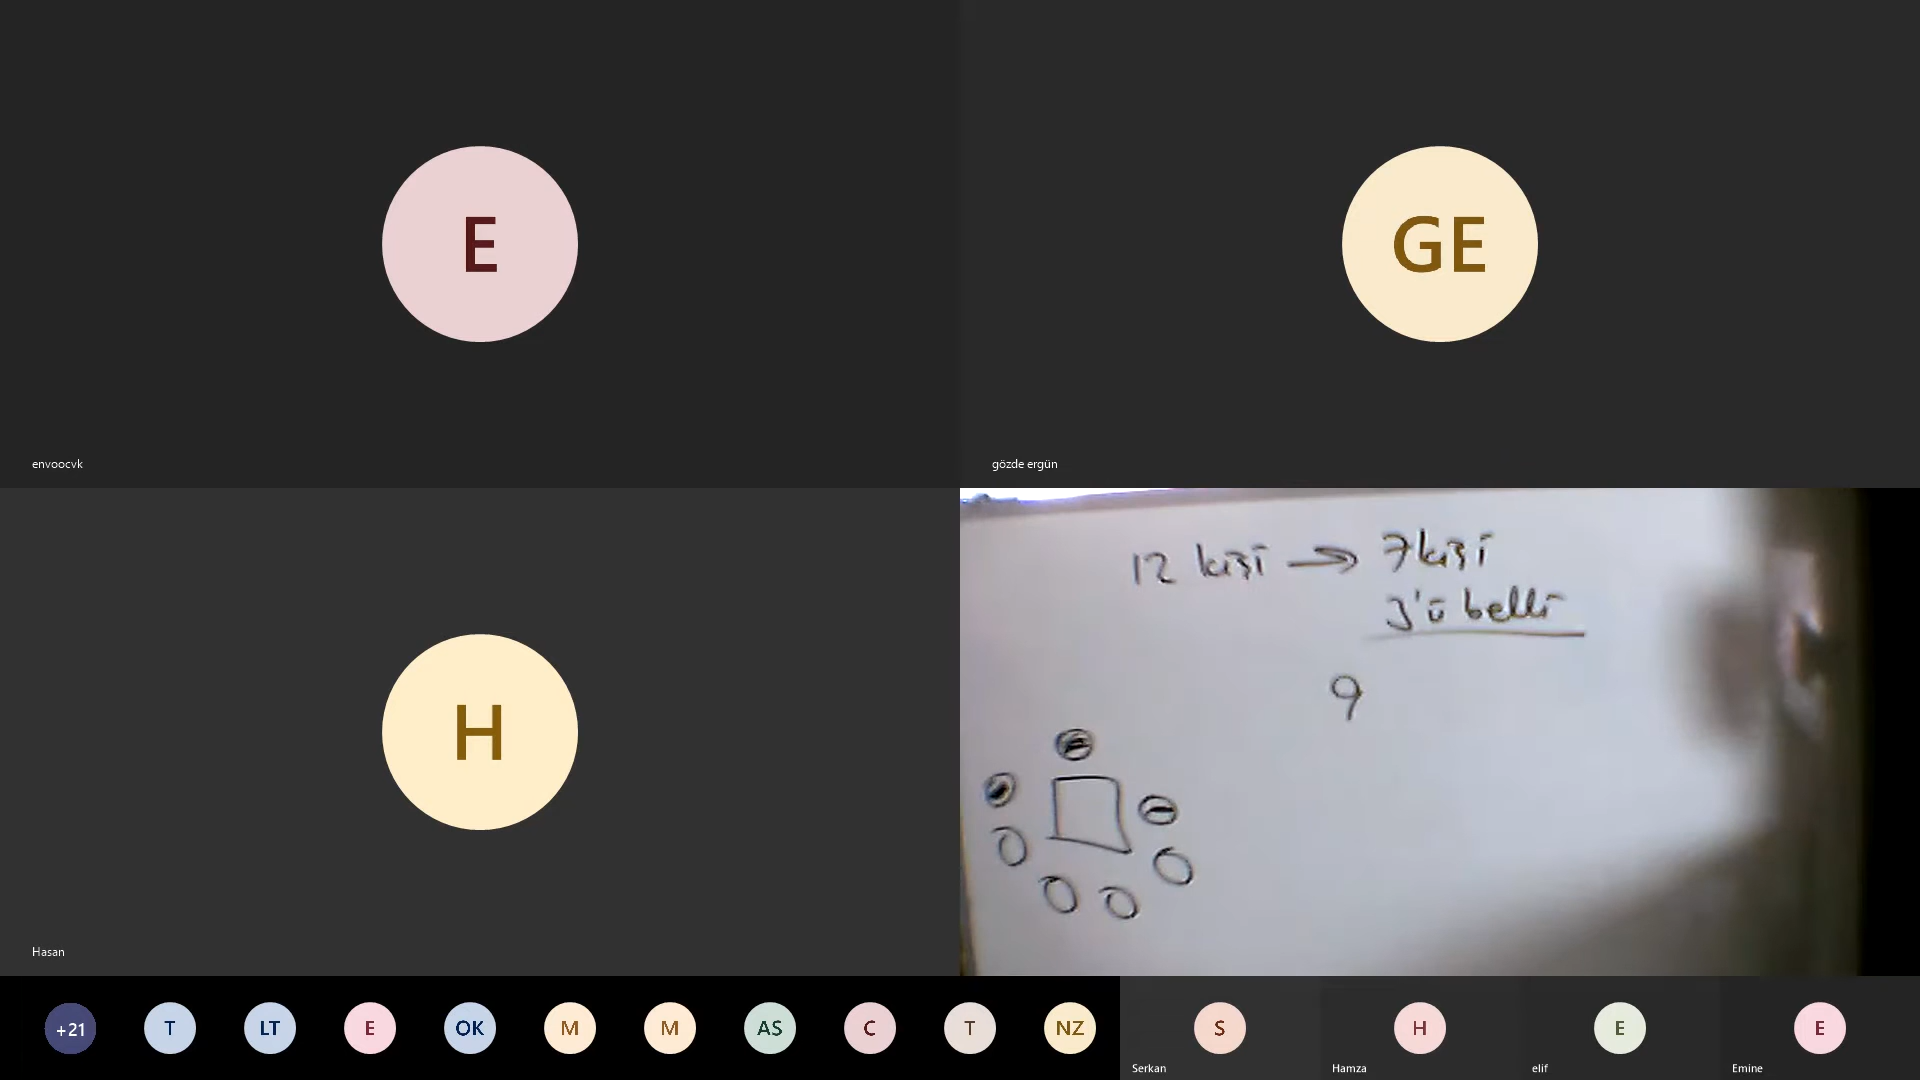 E
GE
envoocvk
gözde ergün
H
12 kişi → 7 kişi
3'ü belli
9
Hasan
+21
T
LT
E
OK
M
M
AS
C
T
NZ
S
H
E
E
Serkan
Hamza
elif
Emine